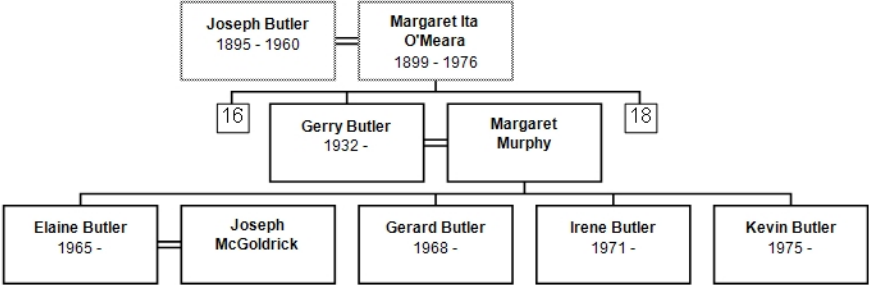 Joseph Butler
1895 - 1960
Margaret Ita
O'Meara
1899 - 1976
16
Gerry Butler
1932 -
Margaret
Murphy
18
Elaine Butler
1965 -
Joseph
McGoldrick
Gerard Butler
1968 -
Irene Butler
1971 -
Kevin Butler
1975 -